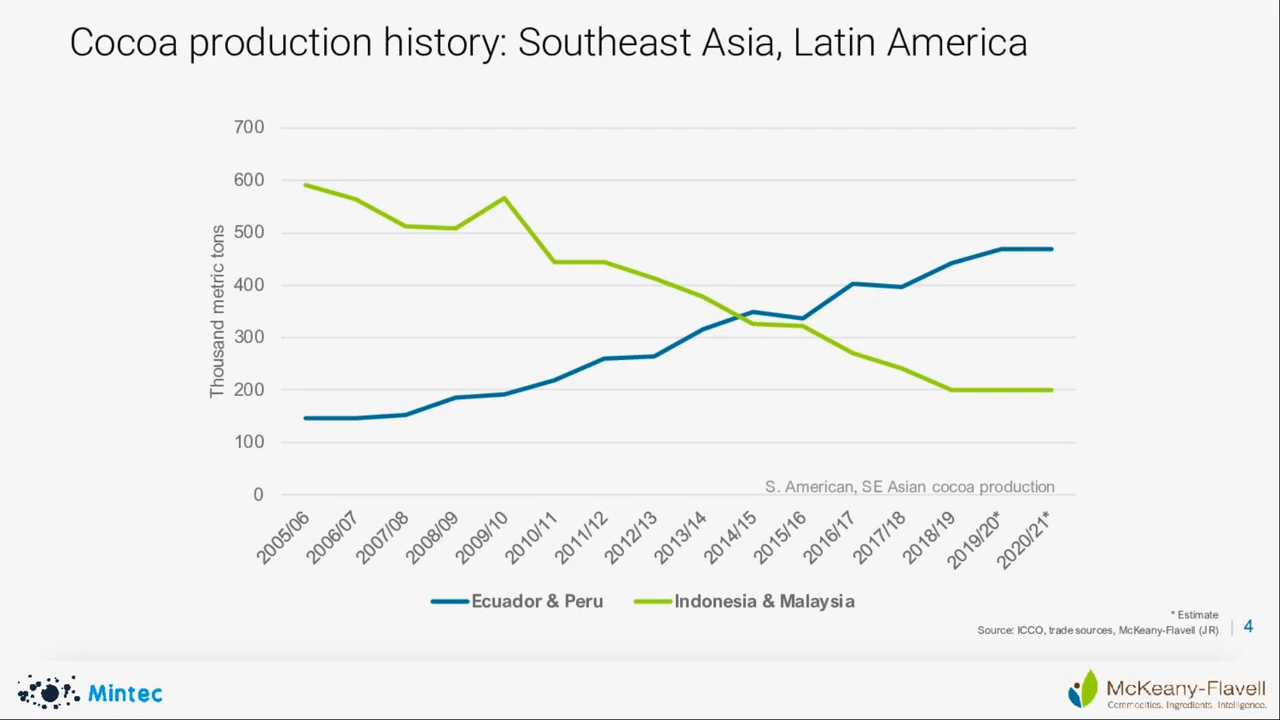 Cocoa production history: Southeast Asia, Latin America
700
600
500
400
300
200
100
0
Thousand metric tons
S. American, SE Asian cocoa production
2005/06
2006/07
2007/08
2008/09
2009/10
2010/11
2011/12
2012/13
2013/14
2014/15
2015/16
2016/17
2017/18
2018/19
2019/20*
2020/21*
Ecuador & Peru
Indonesia & Malaysia
* Estimate
Source: ICCO, trade sources, McKeany-Flavell (JR)
4
Mintec
McKeany-Flavell
Commodities. Ingredients. Intelligence.